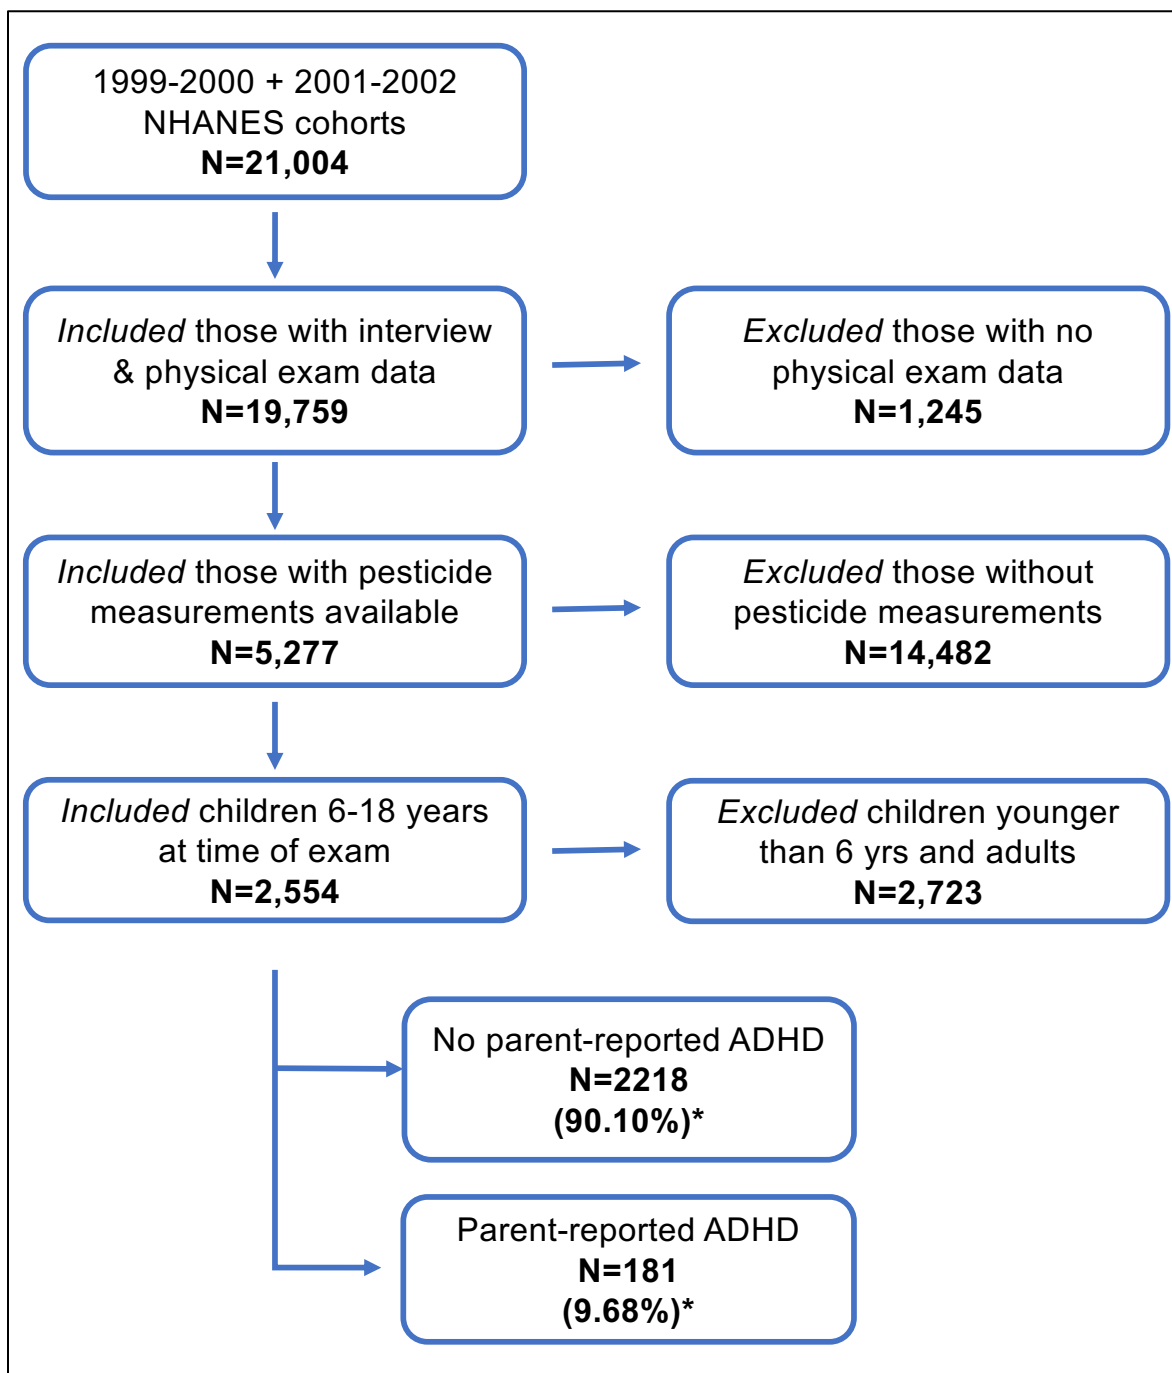 1999-2000 + 2001-2002
NHANES cohorts
N=21,004
Included those with interview
& physical exam data
N=19,759
Excluded those with no
physical exam data
N=1,245
Included those with pesticide
measurements available
N=5,277
Excluded those without
pesticide measurements
N=14,482
Included children 6-18 years
at time of exam
N=2,554
Excluded children younger
than 6 yrs and adults
N=2,723
No parent-reported ADHD
N=2218
(90.10%)*
Parent-reported ADHD
N=181
(9.68%)*